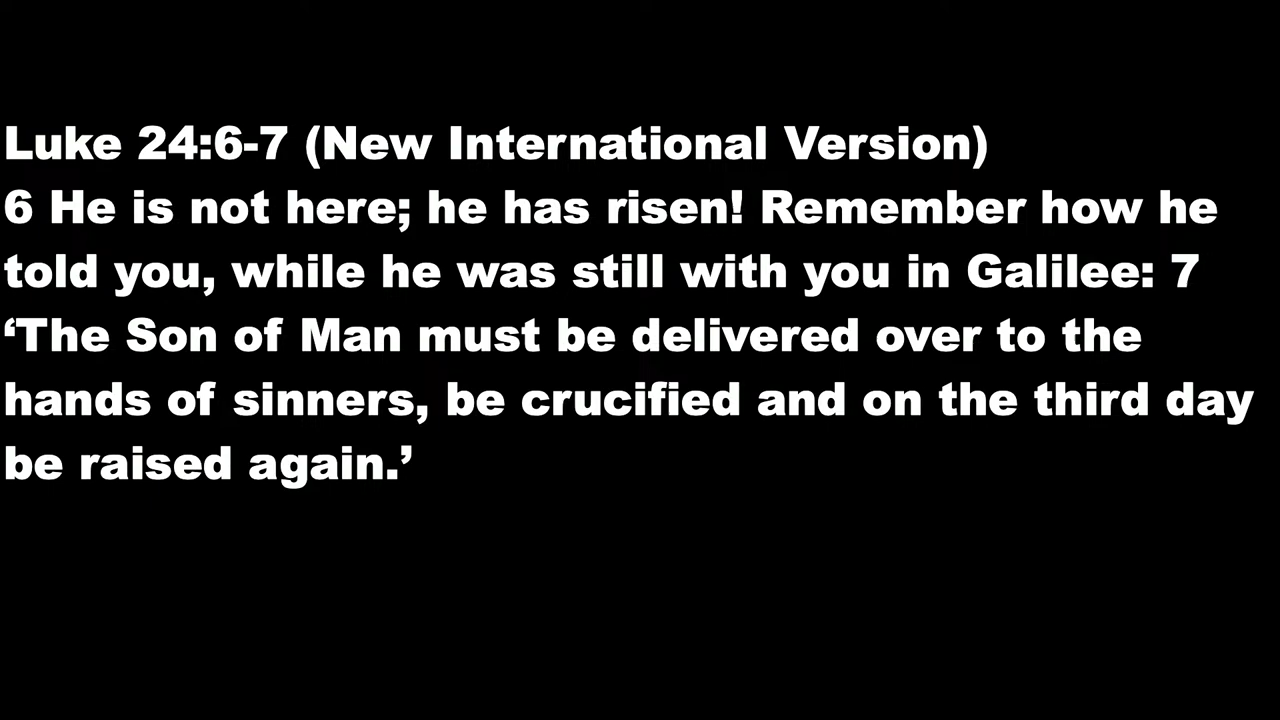 Luke 24:6-7 (New International Version)
6 He is not here; he has risen! Remember how he
told you, while he was still with you in Galilee: 7
‘The Son of Man must be delivered over to the
hands of sinners, be crucified and on the third day
be raised again.’